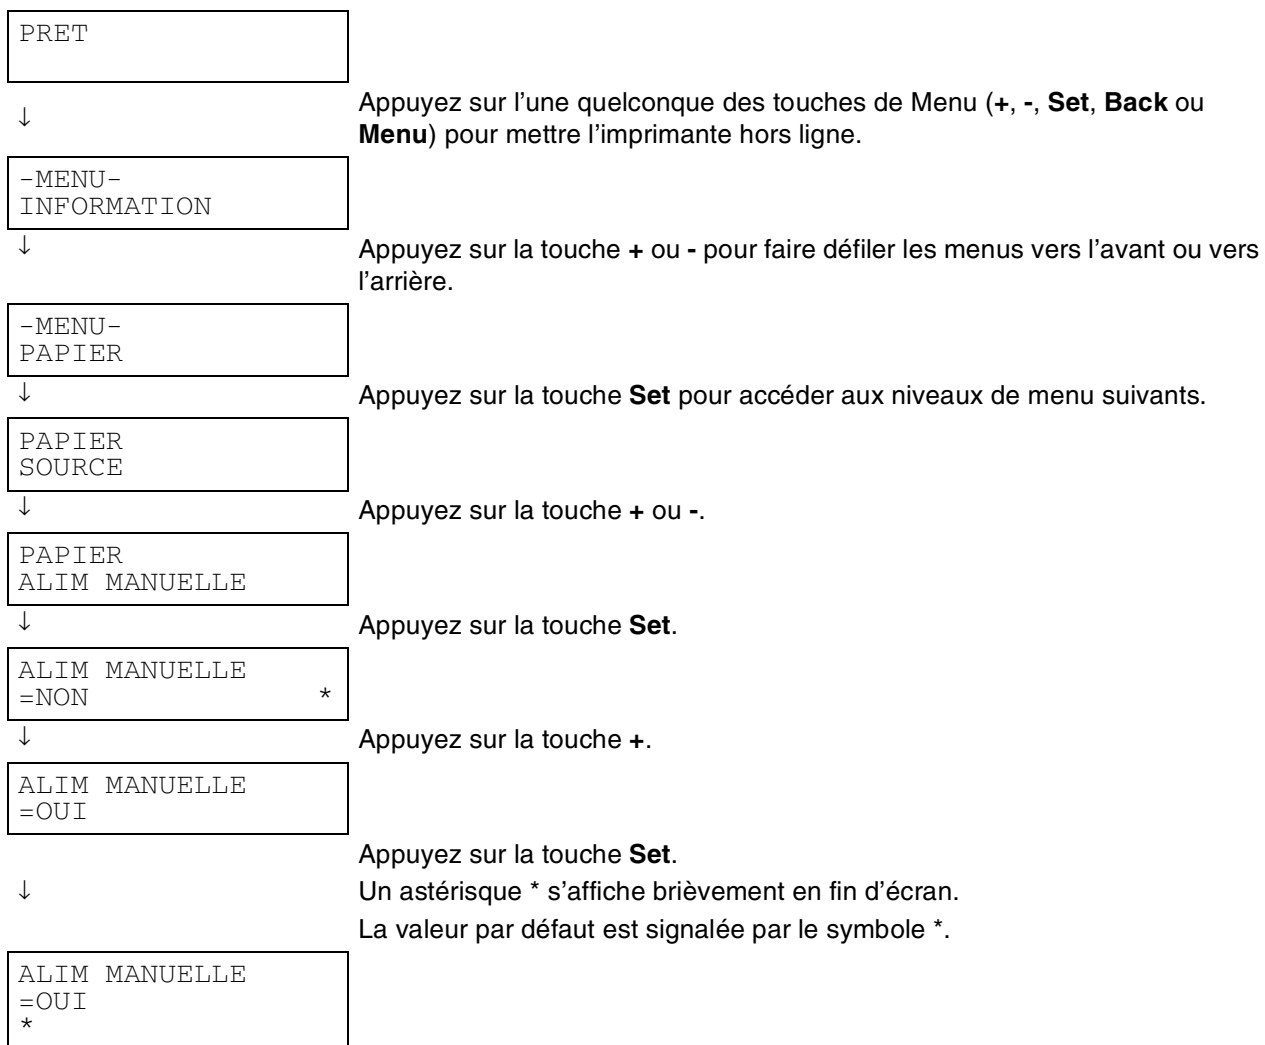 PRET
↓
Appuyez sur l'une quelconque des touches de Menu (+, -, Set, Back ou
Menu) pour mettre l'imprimante hors ligne.
-MENU-
INFORMATION
↓
Appuyez sur la touche + ou - pour faire défiler les menus vers l'avant ou vers
l'arrière.
-MENU-
PAPIER
↓
Appuyez sur la touche Set pour accéder aux niveaux de menu suivants.
PAPIER
SOURCE
↓
Appuyez sur la touche + ou -.
PAPIER
ALIM MANUELLE
↓
Appuyez sur la touche Set.
ALIM MANUELLE
=NON *
↓
Appuyez sur la touche +.
ALIM MANUELLE
=OUI
Appuyez sur la touche Set.
↓
Un astérisque * s'affiche brièvement en fin d'écran.
La valeur par défaut est signalée par le symbole *.
ALIM MANUELLE
=OUI
*